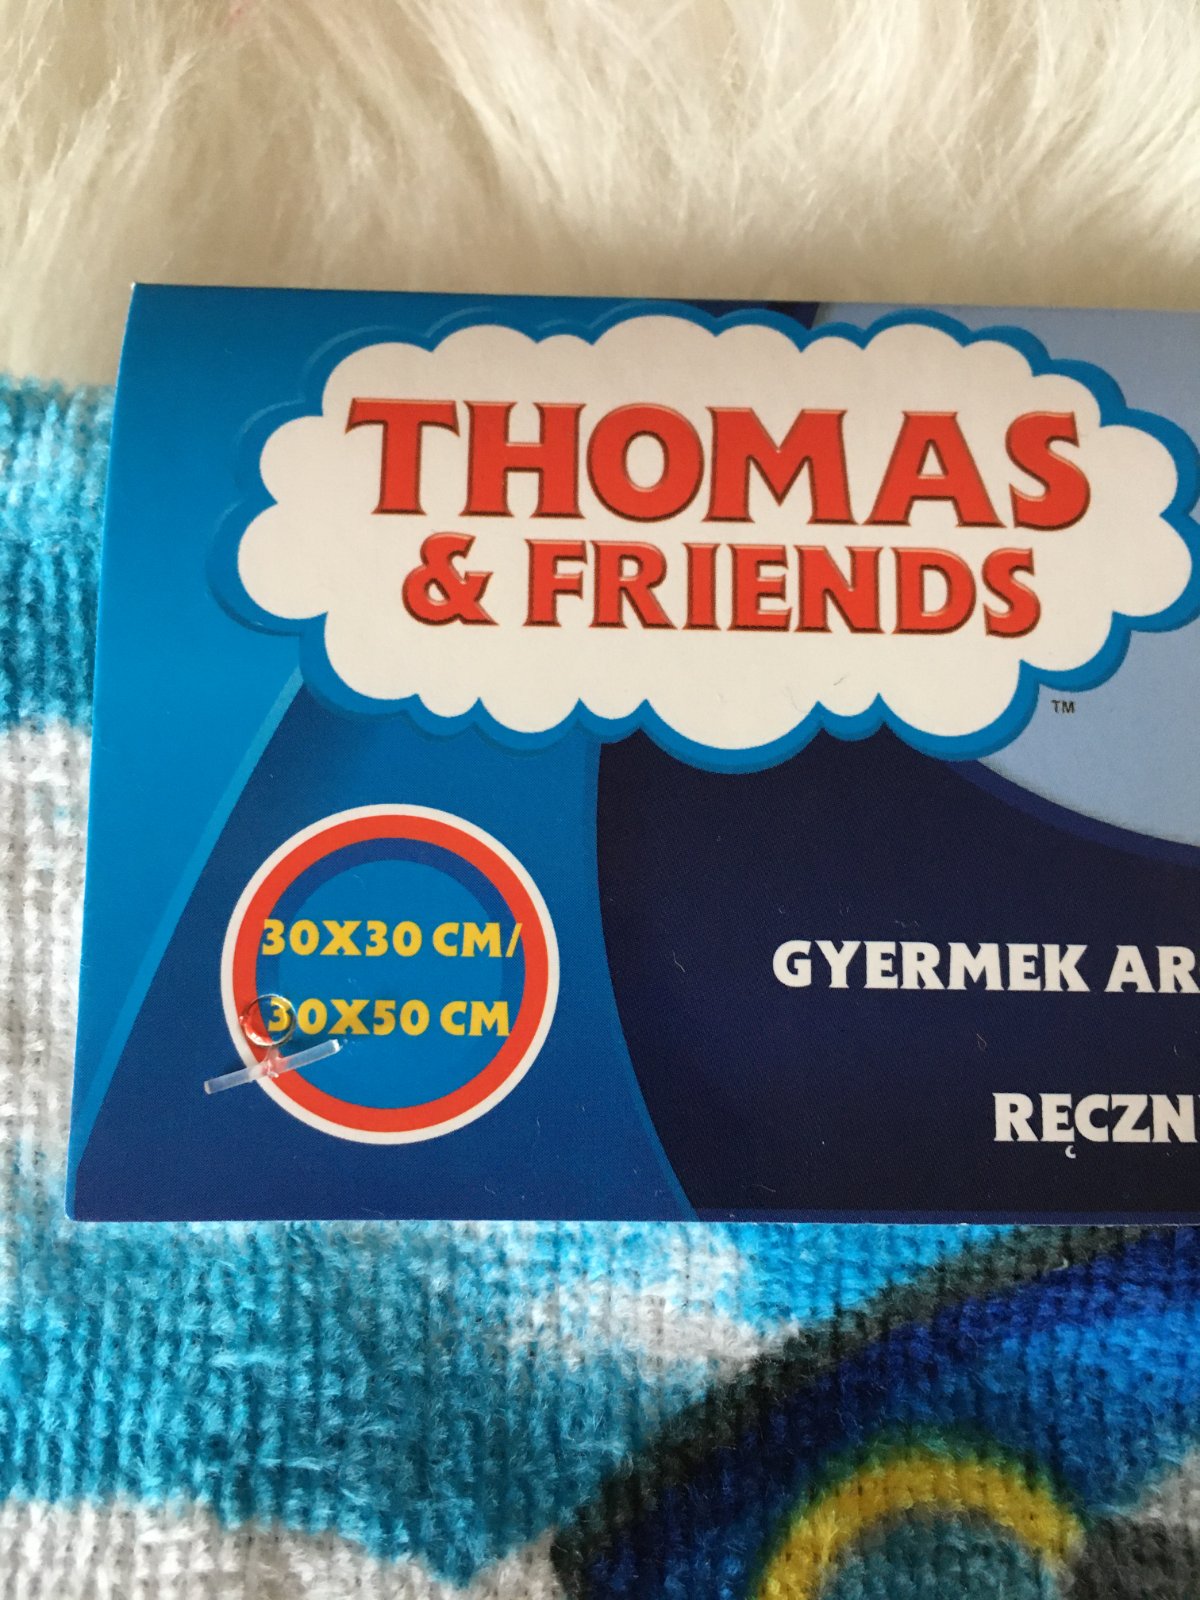 THOMAS
& FRIENDS
TM
30X30 CM/
30X50 CM
GYERMEK AR
RĘCZN